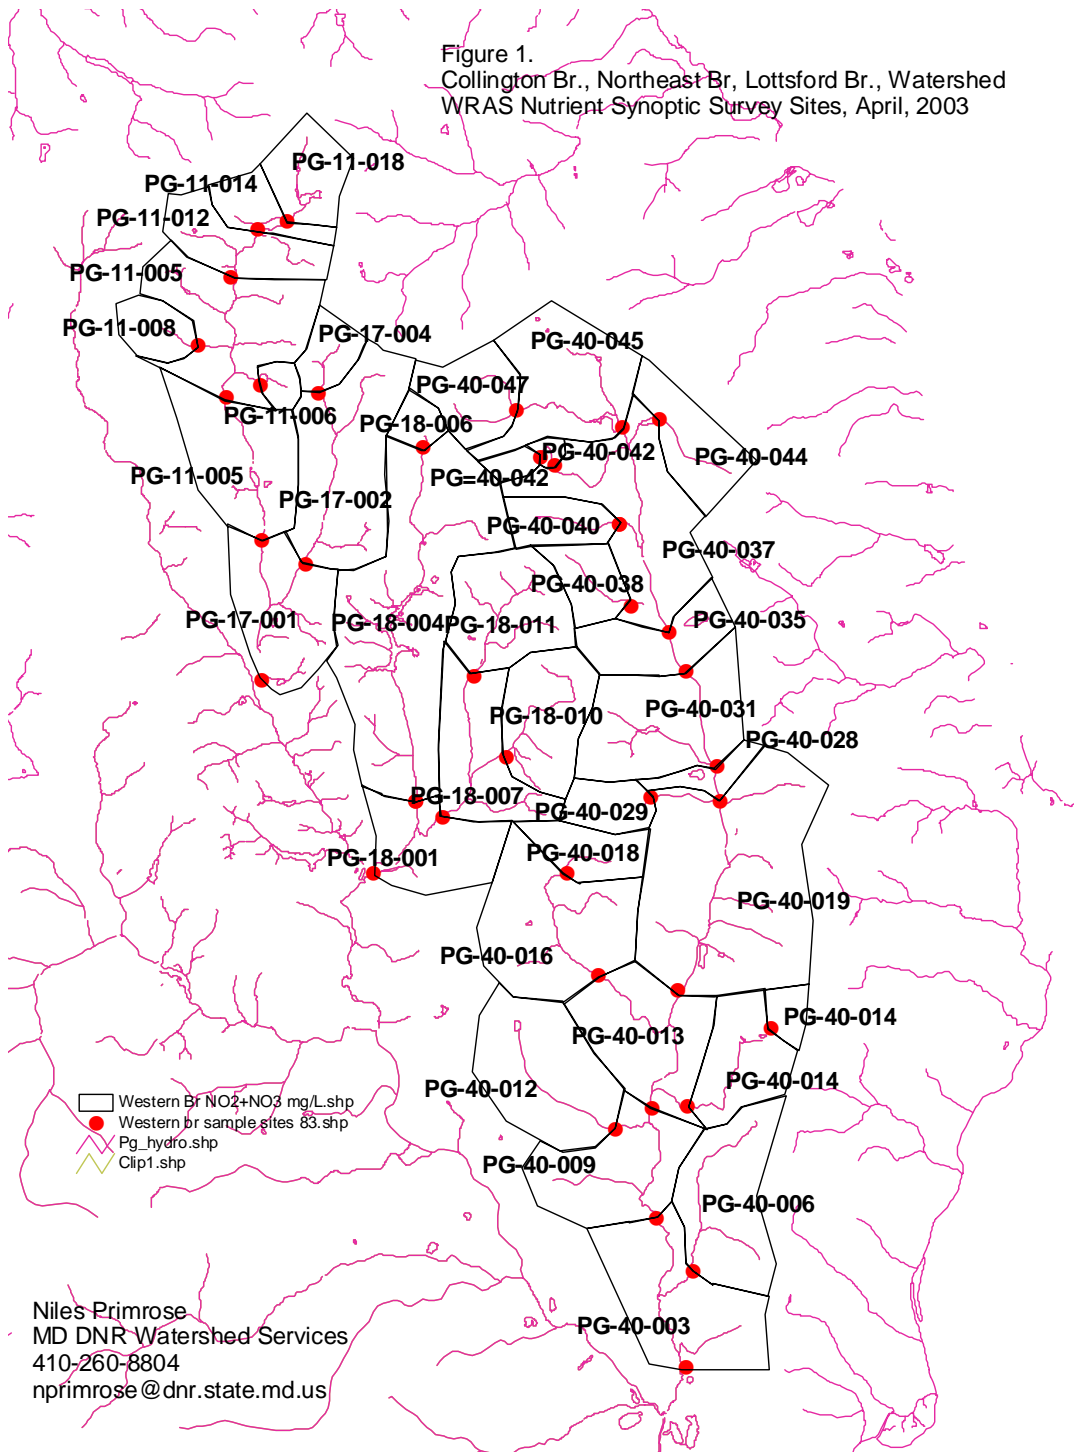 Figure 1.
Collington Br., Northeast Br, Lottsford Br., Watershed
WRAS Nutrient Synoptic Survey Sites, April, 2003
PG-11-018
PG-11-014
PG-11-012
PG-11-005
PG-11-008
PG-17-004
PG-40-045
PG-40-047
PG-11-006
PG-18-006
PG-40-042
PG-40-044
PG-11-005
PG=40-042
PG-17-002
PG-40-040
PG-40-037
PG-40-038
PG-17-001
PG-18-004
PG-18-011
PG-40-035
PG-18-010
PG-40-031
PG-40-028
PG-18-007
PG-40-029
PG-18-001
PG-40-018
PG-40-019
PG-40-016
PG-40-014
PG-40-013
PG-40-012
PG-40-014
Western Br NO2+NO3 mg/L.shp
Western br sample sites 83.shp
Pg_hydro.shp
Clip1.shp
PG-40-009
PG-40-006
PG-40-003
Niles Primrose
MD DNR Watershed Services
410-260-8804
nprimrose@dnr.state.md.us